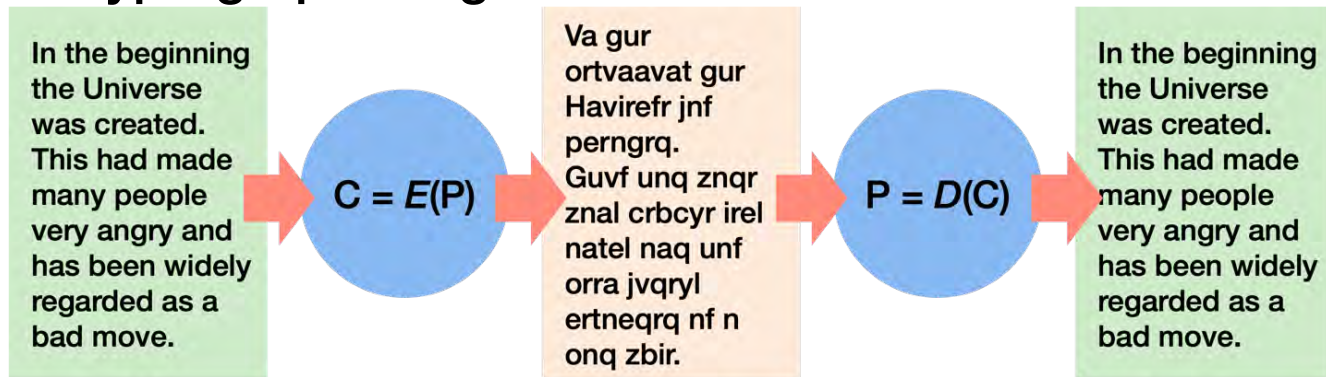 In the beginning
the Universe
was created.
This had made
many people
very angry and
has been widely
regarded as a
bad move.
C = E(P)
Va gur
ortvaavat gur
Havirefr jnf
perngrq.
Guvf unq znqr
znal crbcyr irel
natel naq unf
orra jvqryl
ertneqrq nf n
onq zbir.
P = D(C)
In the beginning
the Universe
was created.
This had made
many people
very angry and
has been widely
regarded as a
bad move.